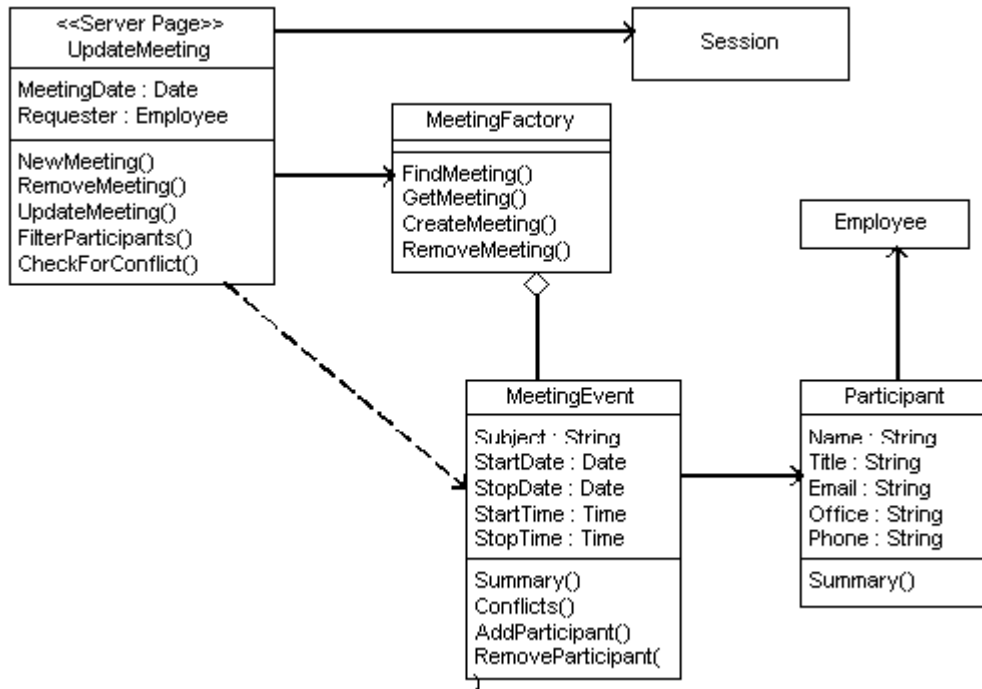 <<Server Page>>
UpdateMeeting
MeetingDate : Date
Requester : Employee
NewMeeting()
RemoveMeeting()
UpdateMeeting()
FilterParticipants()
CheckForConflict()
Session
MeetingFactory
FindMeeting()
GetMeeting()
CreateMeeting()
RemoveMeeting()
Employee
MeetingEvent
Subject : String
StartDate : Date
StopDate : Date
StartTime : Time
StopTime : Time
Summary()
Conflicts()
AddParticipant()
RemoveParticipant(
)
Participant
Name : String
Title : String
Email : String
Office : String
Phone : String
Summary()